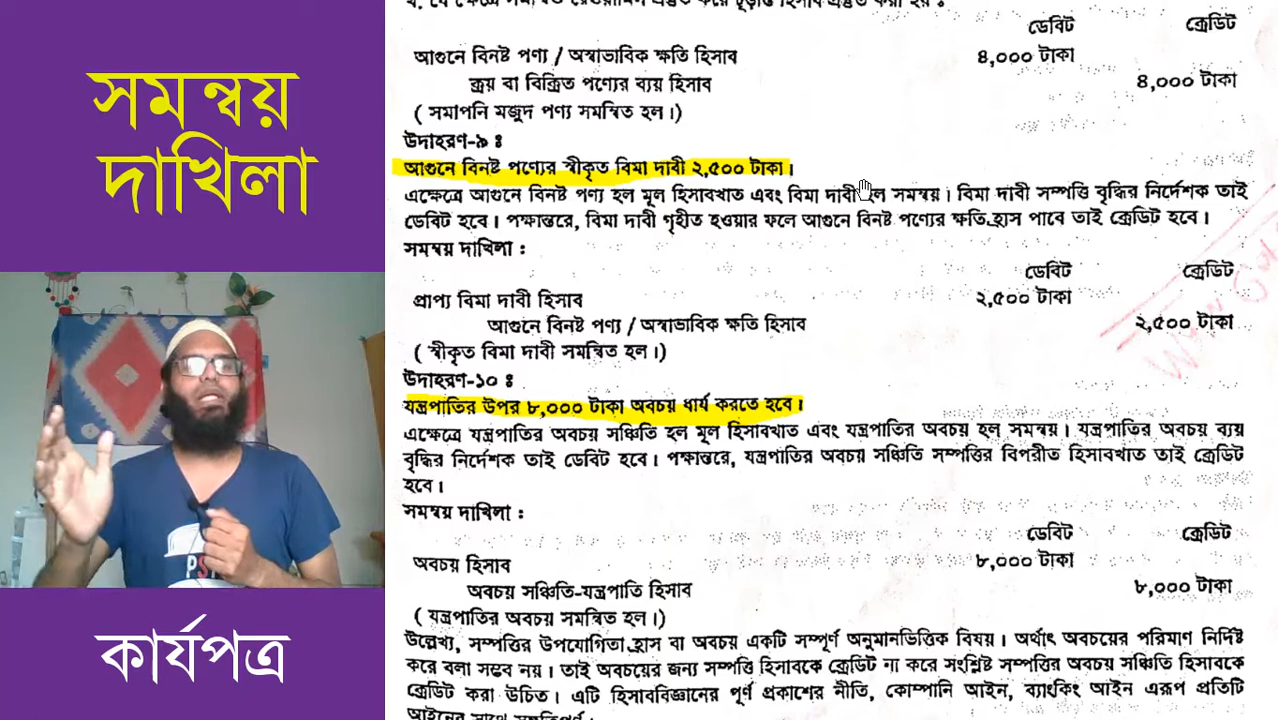 সমন্বয়
দাখিলা
কার্যপত্র
খ. যে ক্ষেত্রে সমন্বিত রেওয়ামিল প্রস্তুত করে চূড়ান্ত হিসাব প্রস্তুত করা হয় :
ডেবিট ক্রেডিট
আগুনে বিনষ্ট পণ্য / অস্বাভাবিক ক্ষতি হিসাব ৪,০০০ টাকা
ক্রয় বা বিক্রিত পণ্যের ব্যয় হিসাব ৪,০০০ টাকা
( সমাপনি মজুদ পণ্য সমন্বিত হল।)
উদাহরণ-৯ ঃ
আগুনে বিনষ্ট পণ্যের স্বীকৃত বিমা দাবী ২,৫০০ টাকা।
এক্ষেত্রে আগুনে বিনষ্ট পণ্য হল মূল হিসাবখাত এবং বিমা দাবী হল সমন্বয়। বিমা দাবী সম্পত্তি বৃদ্ধির নির্দেশক তাই
ডেবিট হবে। পক্ষান্তরে, বিমা দাবী গৃহীত হওয়ার ফলে আগুনে বিনষ্ট পণ্যের ক্ষতি হ্রাস পাবে তাই ক্রেডিট হবে।
সমন্বয় দাখিলা :
ডেবিট ক্রেডিট
প্রাপ্য বিমা দাবী হিসাব ২,৫০০ টাকা
আগুনে বিনষ্ট পণ্য / অস্বাভাবিক ক্ষতি হিসাব ২,৫০০ টাকা
( স্বীকৃত বিমা দাবী সমন্বিত হল।)
উদাহরণ-১০ ঃ
যন্ত্রপাতির উপর ৮,০০০ টাকা অবচয় ধার্য করতে হবে।
এক্ষেত্রে যন্ত্রপাতির অবচয় সঞ্চিতি হল মূল হিসাবখাত এবং যন্ত্রপাতির অবচয় হল সমন্বয়। যন্ত্রপাতির অবচয় ব্যয়
বৃদ্ধির নির্দেশক তাই ডেবিট হবে। পক্ষান্তরে, যন্ত্রপাতির অবচয় সঞ্চিতি সম্পত্তির বিপরীত হিসাবখাত তাই ক্রেডিট
হবে।
সমন্বয় দাখিলা :
ডেবিট ক্রেডিট
অবচয় হিসাব ৮,০০০ টাকা
অবচয় সঞ্চিতি-যন্ত্রপাতি হিসাব ৮,০০০ টাকা
( যন্ত্রপাতির অবচয় সমন্বিত হল।)
উল্লেখ্য, সম্পত্তির উপযোগিতা হ্রাস বা অবচয় একটি সম্পূর্ণ অনুমানভিত্তিক বিষয়। অর্থাৎ অবচয়ের পরিমাণ নির্দিষ্ট
করে বলা সম্ভব নয়। তাই অবচয়ের জন্য সম্পত্তি হিসাবকে ক্রেডিট না করে সংশ্লিষ্ট সম্পত্তির অবচয় সঞ্চিতি হিসাবকে
ক্রেডিট করা উচিত। এটি হিসাববিজ্ঞানের পূর্ণ প্রকাশের নীতি, কোম্পানি আইন, ব্যাংকিং আইন এরূপ প্রতিটি